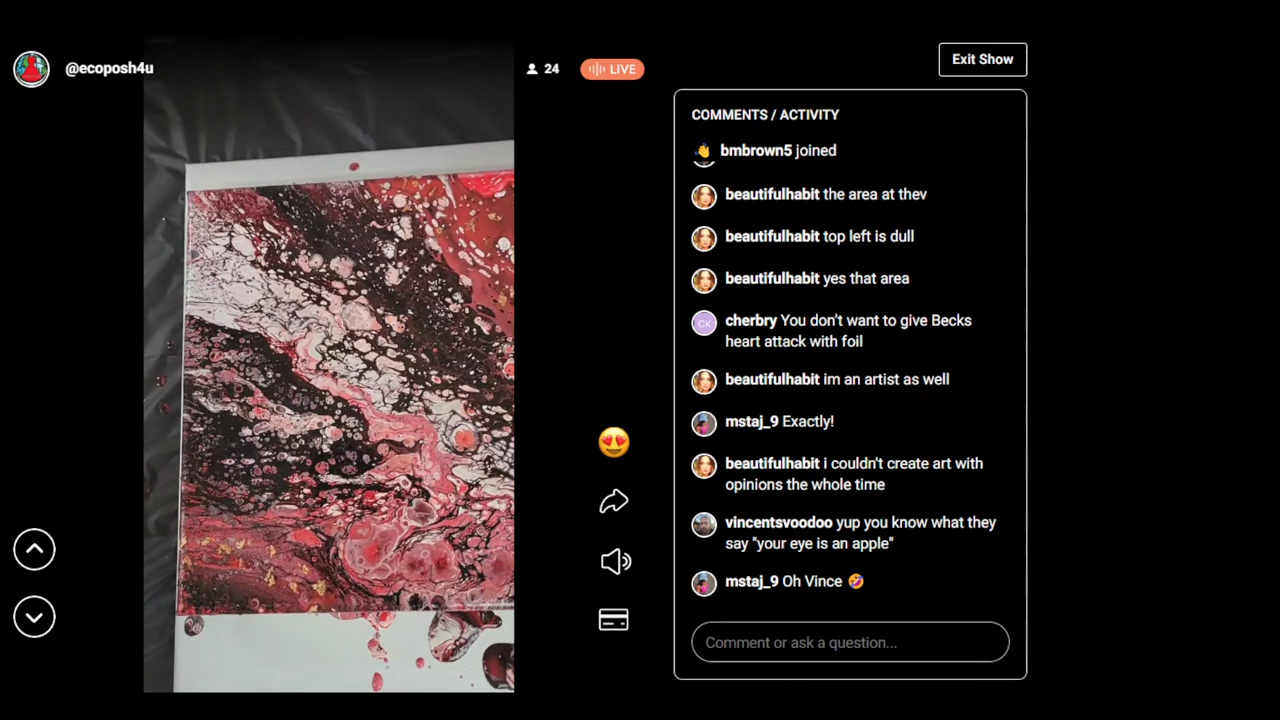 @ecoposh4u
24
LIVE
Exit Show
COMMENTS / ACTIVITY
bmbrown5 joined
beautifulhabit the area at thev
beautifulhabit top left is dull
beautifulhabit yes that area
CK
cherbry You don’t want to give Becks
heart attack with foil
beautifulhabit im an artist as well
mstaj_9 Exactly!
beautifulhabit i couldn't create art with
opinions the whole time
vincentsvoodoo yup you know what they
say "your eye is an apple"
mstaj_9 Oh Vince 🤣
Comment or ask a question...